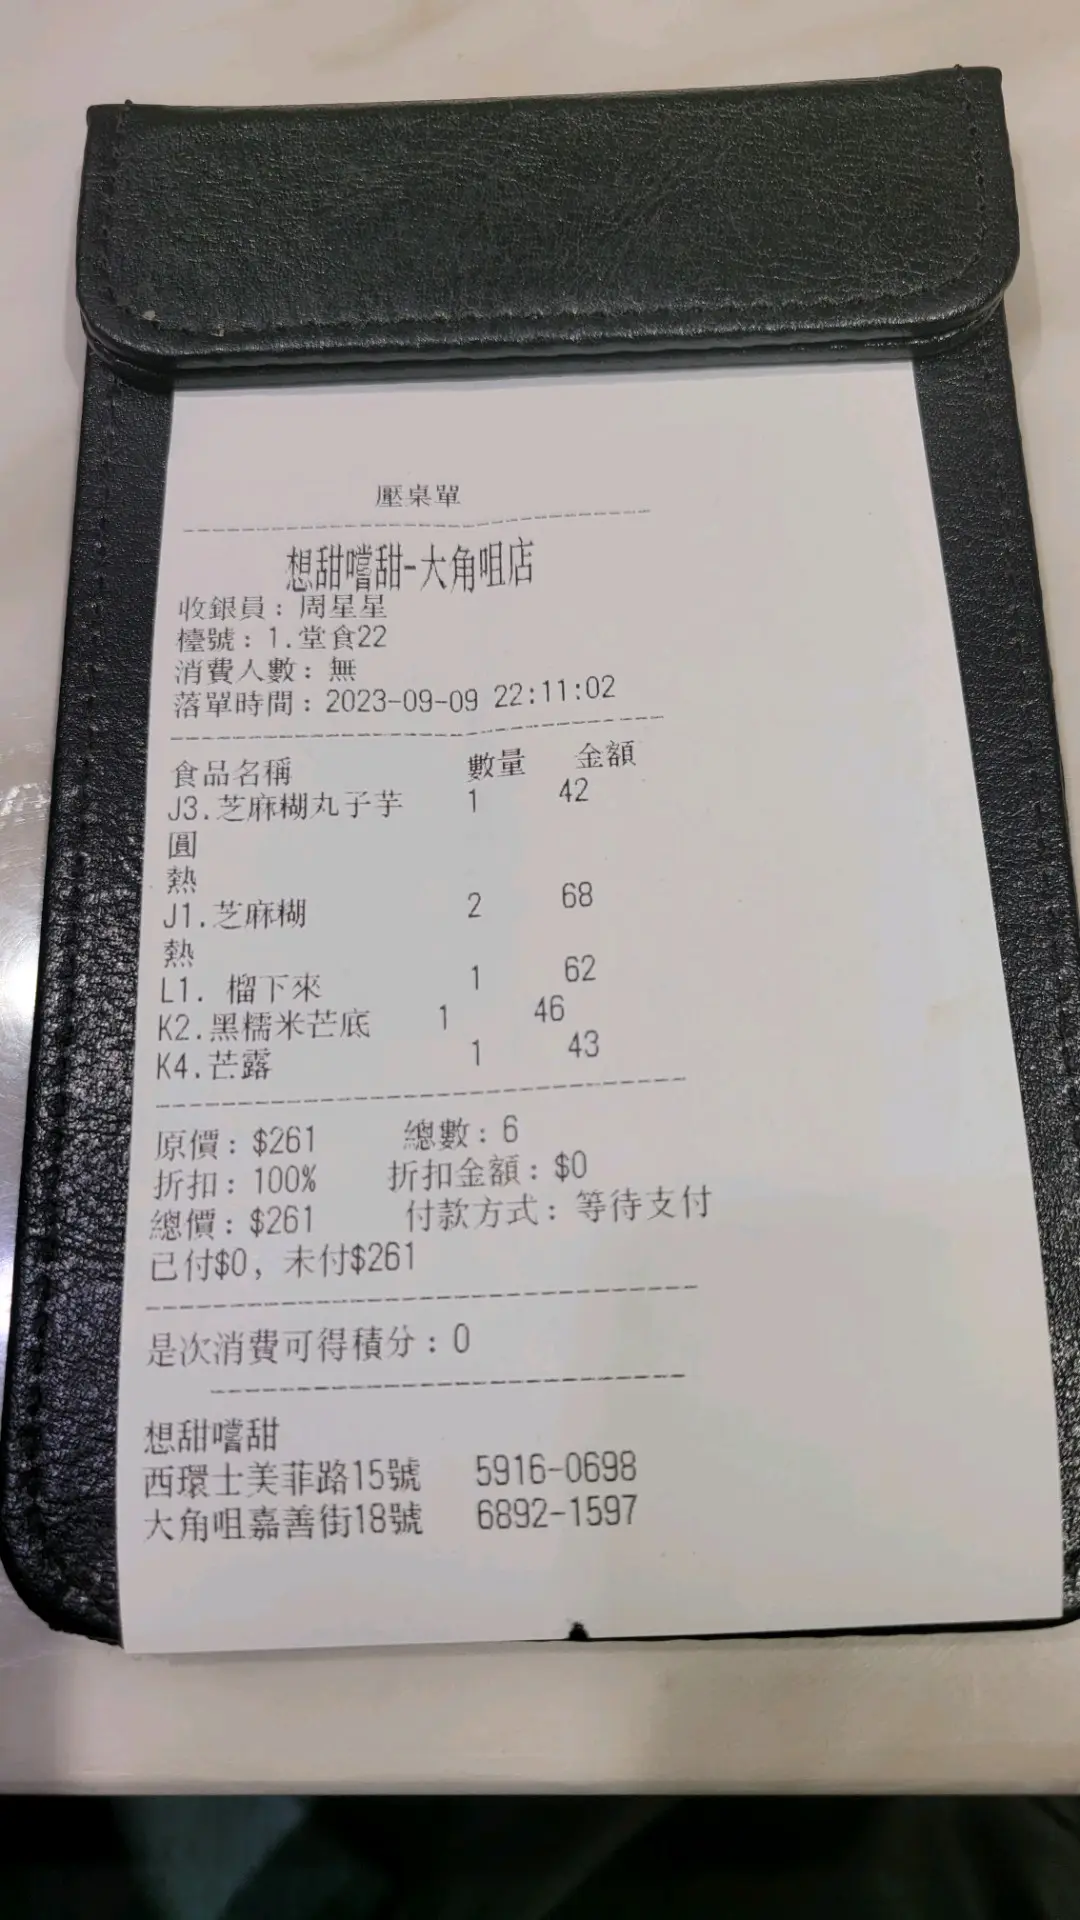 壓桌單
想甜嚐甜-大角咀店
收銀員: 周星星
檯號: 1.堂食22
消費人數: 無
落單時間: 2023-09-09 22:11:02
食品名稱 數量 金額
J3.芝麻糊丸子芋 1 42
圓
熱
J1.芝麻糊 2 68
熱
L1. 榴下來 1 62
K2.黑糯米芒底 1 46
K4.芒露 1 43
原價: $261 總數: 6
折扣: 100% 折扣金額: $0
總價: $261 付款方式: 等待支付
已付$0, 未付$261
是次消費可得積分: 0
想甜嚐甜
西環士美菲路15號 5916-0698
大角咀嘉善街18號 6892-1597